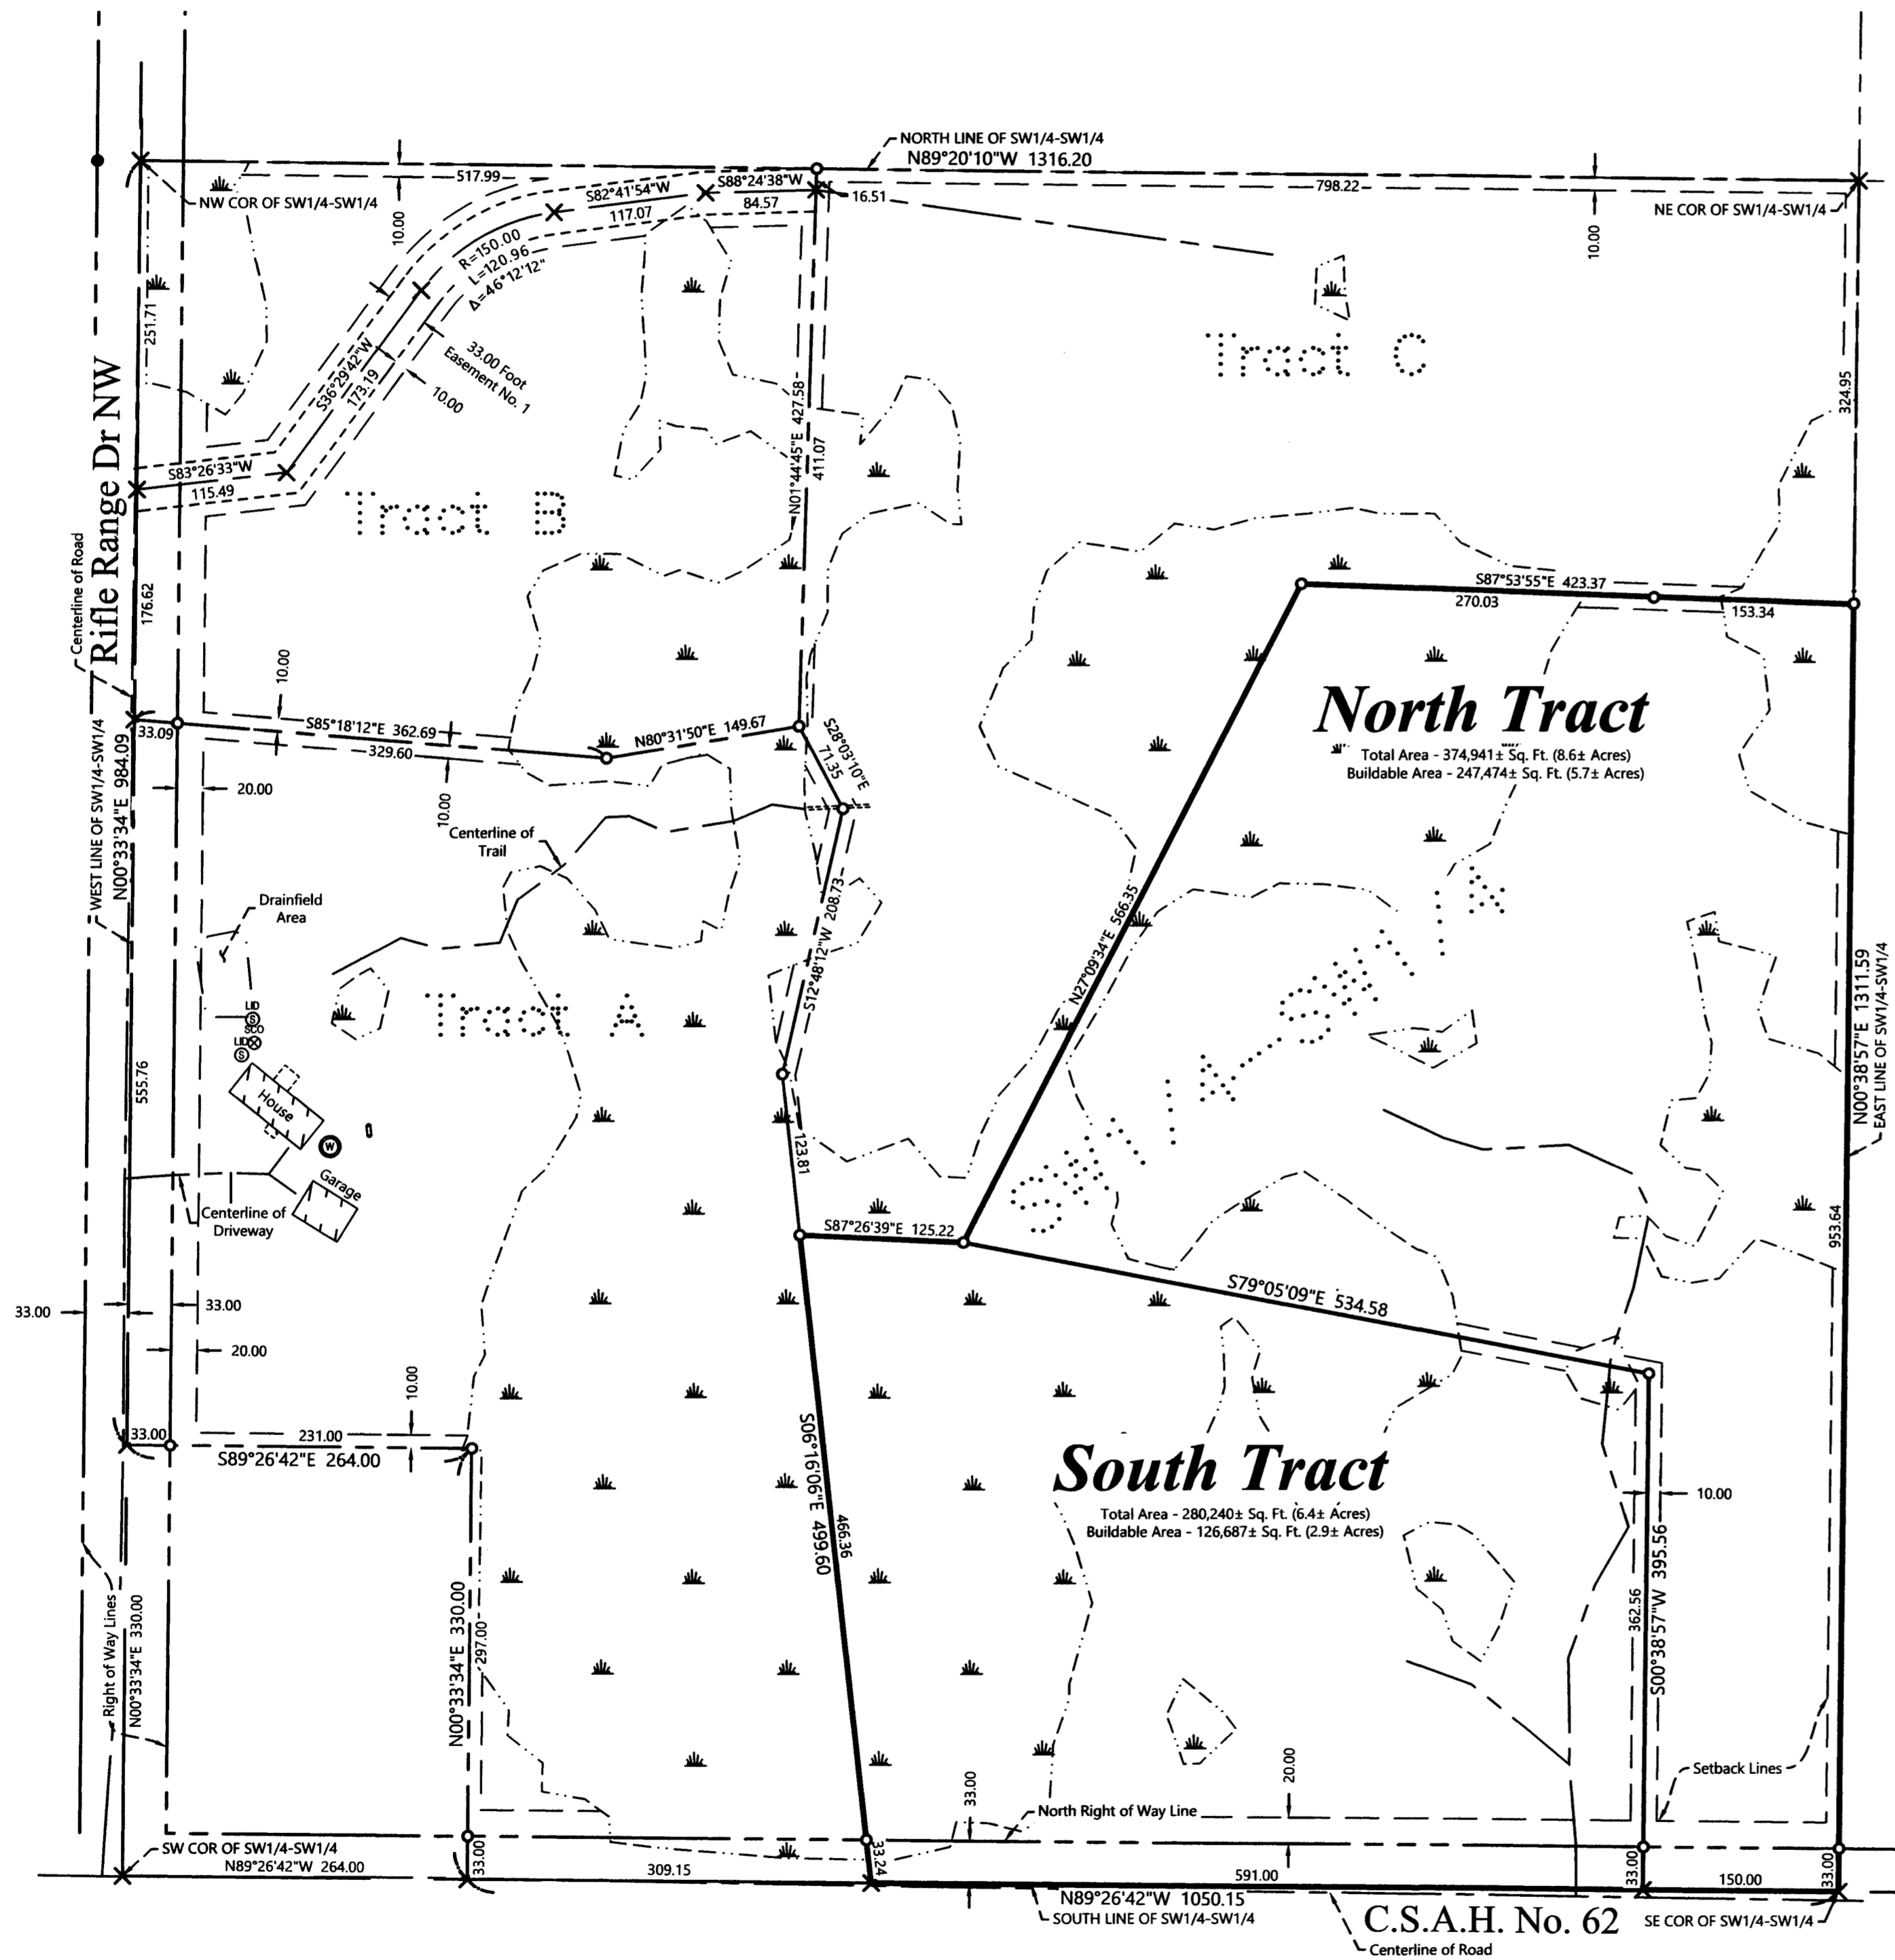 NORTH LINE OF SW1/4-SW1/4
N89°20'10"W 1316.20
517.99
S82°41'54"W
117.07
S88°24'38"W
84.57
16.51
798.22
NW COR OF SW1/4-SW1/4
NE COR OF SW1/4-SW1/4
10.00
10.00
R=150.00
L=120.96
Δ=46°12'12"
251.71
33.00 Foot
Easement No. 1
S36°29'42"W
173.19
10.00
Tract C
324.95
N01°44'45"E 427.58
411.07
S83°26'33"W
115.49
Tract B
Rifle Range Dr NW
Centerline of Road
176.62
S87°53'55"E 423.37
270.03
153.34
10.00
33.09
S85°18'12"E 362.69
329.60
N80°31'50"E 149.67
S28°03'10"E
71.35
North Tract
Total Area - 374,941± Sq. Ft. (8.6± Acres)
Buildable Area - 247,474± Sq. Ft. (5.7± Acres)
20.00
10.00
WEST LINE OF SW1/4-SW1/4
N00°33'34"E 984.09
Centerline of
Trail
Drainfield
Area
S12°48'12"W 208.73
N27°09'34"E 566.35
SW1/4-SW1/4
N00°38'57"E 1311.59
EAST LINE OF SW1/4-SW1/4
Tract A
LID
S
SCO
LID
S
555.76
House
W
Garage
123.81
Centerline of
Driveway
S87°26'39"E 125.22
953.64
S79°05'09"E 534.58
33.00
33.00
20.00
10.00
33.00
231.00
S89°26'42"E 264.00
S06°16'06"E 499.60
466.36
South Tract
Total Area - 280,240± Sq. Ft. (6.4± Acres)
Buildable Area - 126,687± Sq. Ft. (2.9± Acres)
10.00
362.56
S00°38'57"W 395.56
Right of Way Lines
N00°33'34"E 330.00
N00°33'34"E 330.00
297.00
33.00
20.00
Setback Lines
North Right of Way Line
SW COR OF SW1/4-SW1/4
N89°26'42"W 264.00
33.00
309.15
33.24
591.00
33.00
150.00
33.00
N89°26'42"W 1050.15
SOUTH LINE OF SW1/4-SW1/4
C.S.A.H. No. 62
SE COR OF SW1/4-SW1/4
Centerline of Road